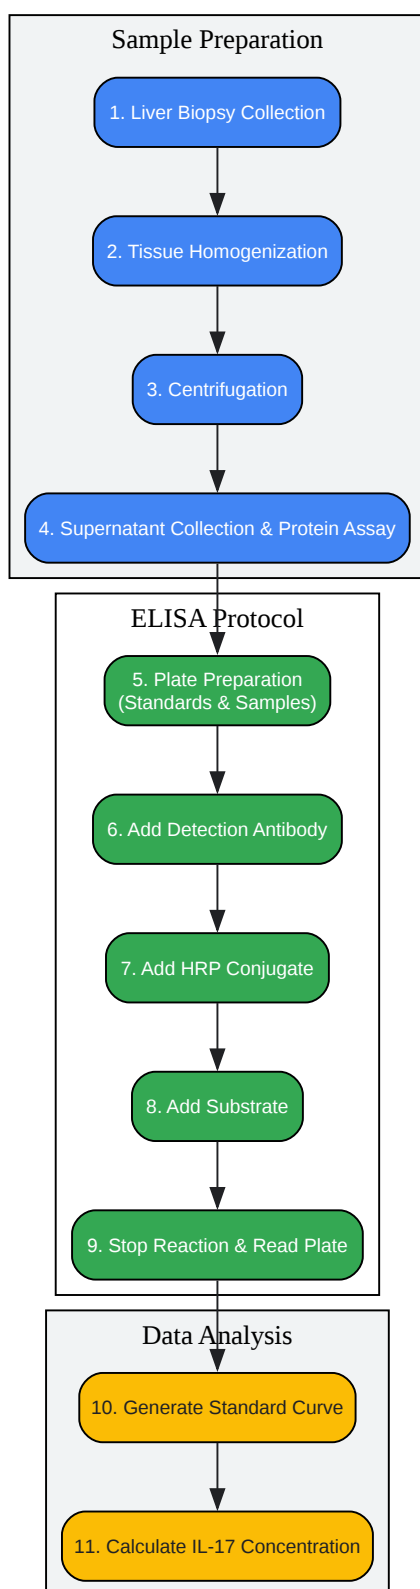 Sample Preparation
1. Liver Biopsy Collection
2. Tissue Homogenization
3. Centrifugation
4. Supernatant Collection & Protein Assay
ELISA Protocol
5. Plate Preparation
(Standards & Samples)
6. Add Detection Antibody
7. Add HRP Conjugate
8. Add Substrate
9. Stop Reaction & Read Plate
Data Analysis
10. Generate Standard Curve
11. Calculate IL-17 Concentration